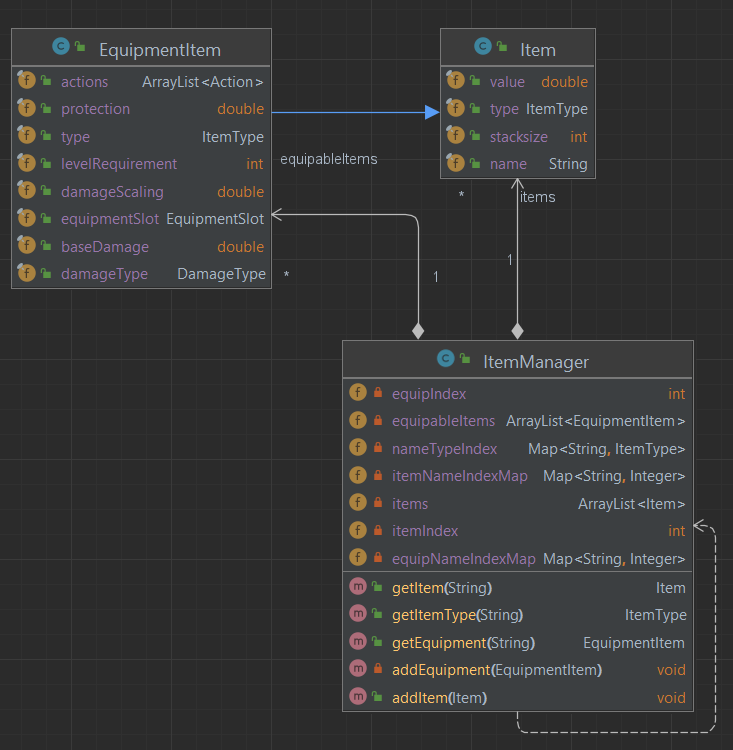 C EquipmentItem
f actions ArrayList<Action>
f protection double
f type ItemType
f levelRequirement int
f damageScaling double
f equipmentSlot EquipmentSlot
f baseDamage double
f damageType DamageType
C Item
f value double
f type ItemType
f stacksize int
f name String
equipableItems
*
items
1
*
1
C ItemManager
f equipIndex int
f equipableItems ArrayList<EquipmentItem>
f nameTypeIndex Map<String, ItemType>
f itemNameIndexMap Map<String, Integer>
f items ArrayList<Item>
f itemIndex int
f equipNameIndexMap Map<String, Integer>
m getItem(String) Item
m getItemType(String) ItemType
m getEquipment(String) EquipmentItem
m addEquipment(EquipmentItem) void
m addItem(Item) void